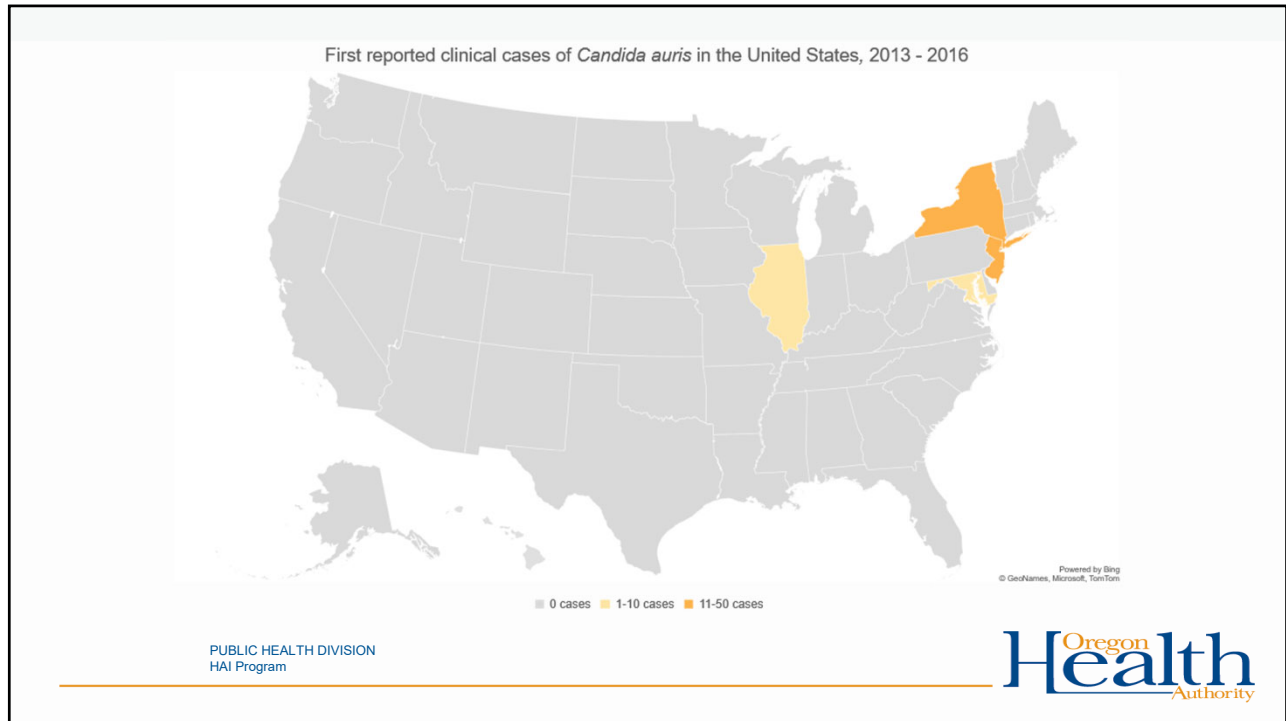 First reported clinical cases of Candida auris in the United States, 2013 - 2016
Powered by Bing
© GeoNames, Microsoft, TomTom
0 cases 1-10 cases 11-50 cases
PUBLIC HEALTH DIVISION
HAI Program
Oregon
Health
Authority